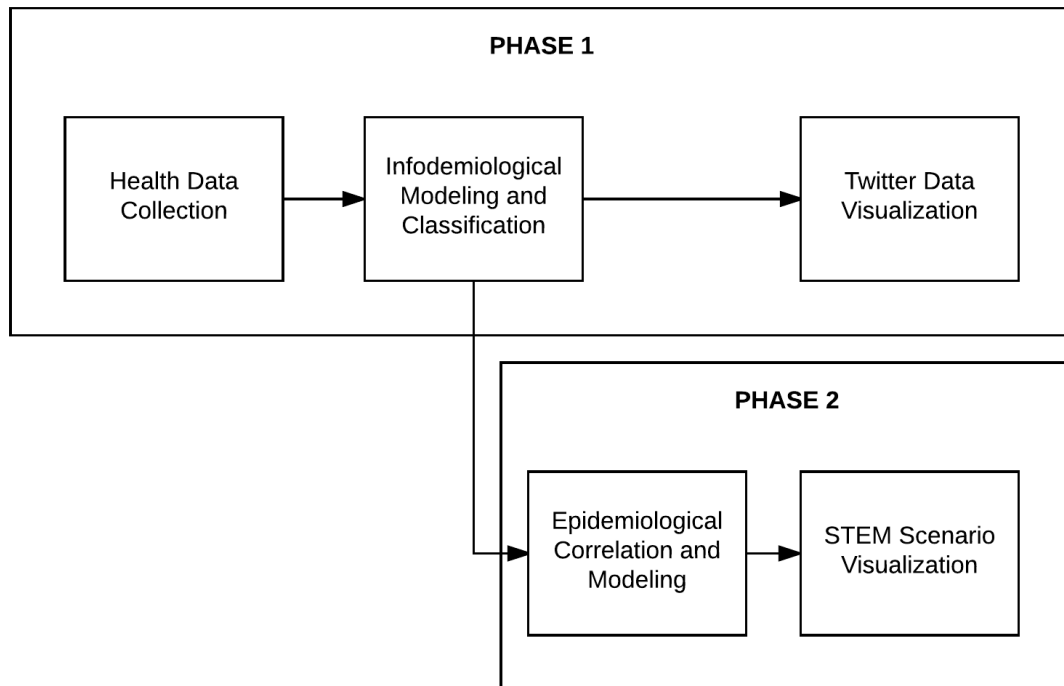 PHASE 1
Health Data
Collection
Infodemiological
Modeling and
Classification
Twitter Data
Visualization
PHASE 2
Epidemiological
Correlation and
Modeling
STEM Scenario
Visualization